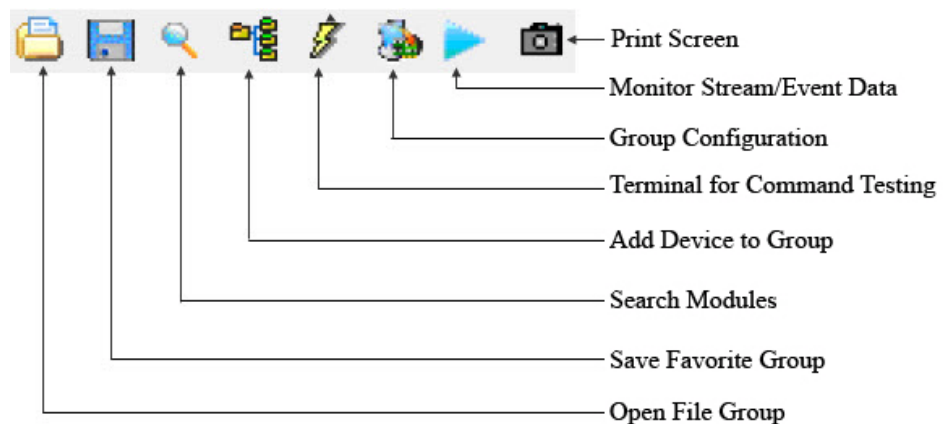 Print Screen
Monitor Stream/Event Data
Group Configuration
Terminal for Command Testing
Add Device to Group
Search Modules
Save Favorite Group
Open File Group